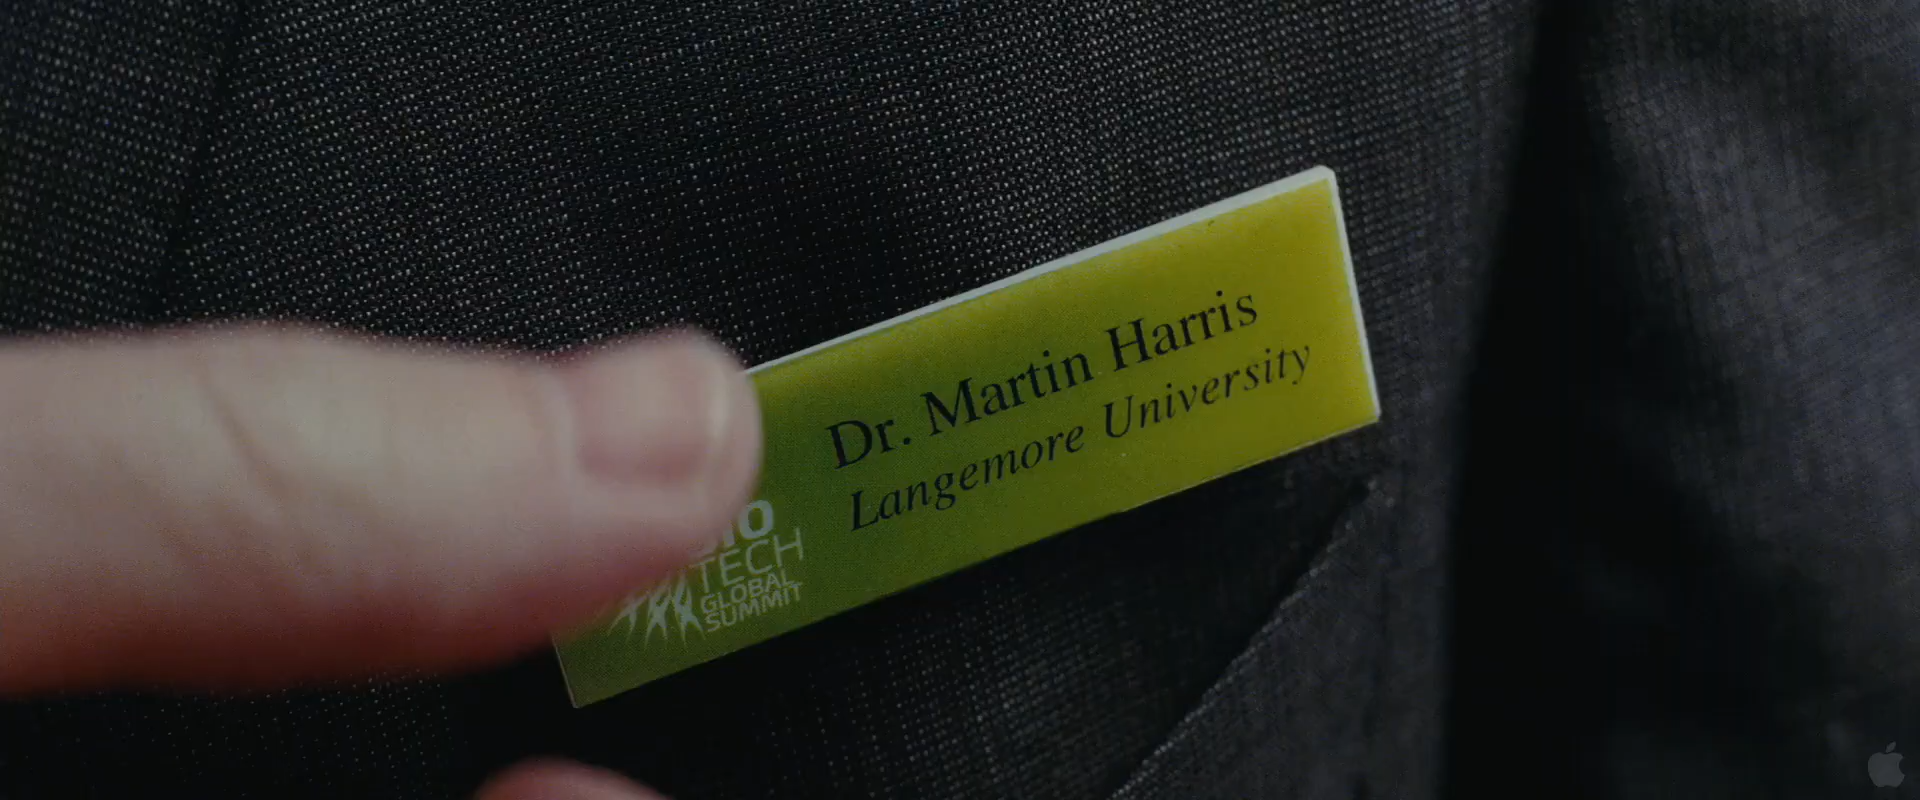 Dr. Martin Harris
Langemore University
TECH
GLOBAL
SUMMIT